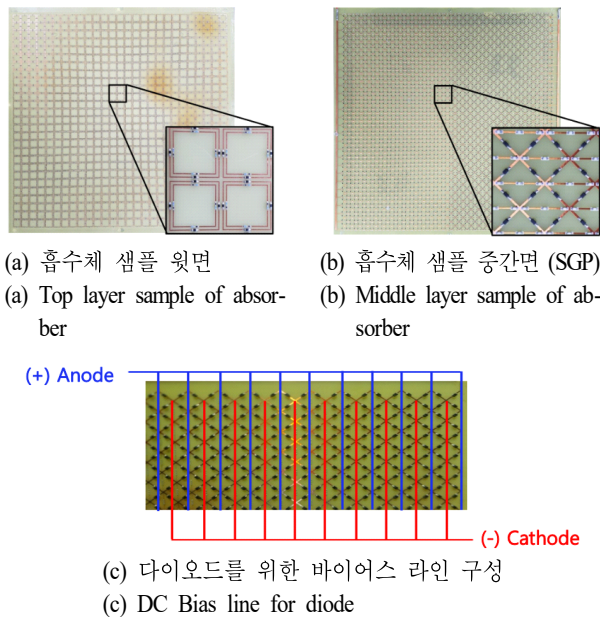 (a) 흡수체 샘플 윗면
(a) Top layer sample of absor-
ber
(b) 흡수체 샘플 중간면 (SGP)
(b) Middle layer sample of ab-
sorber
(+) Anode
(-) Cathode
(c) 다이오드를 위한 바이어스 라인 구성
(c) DC Bias line for diode